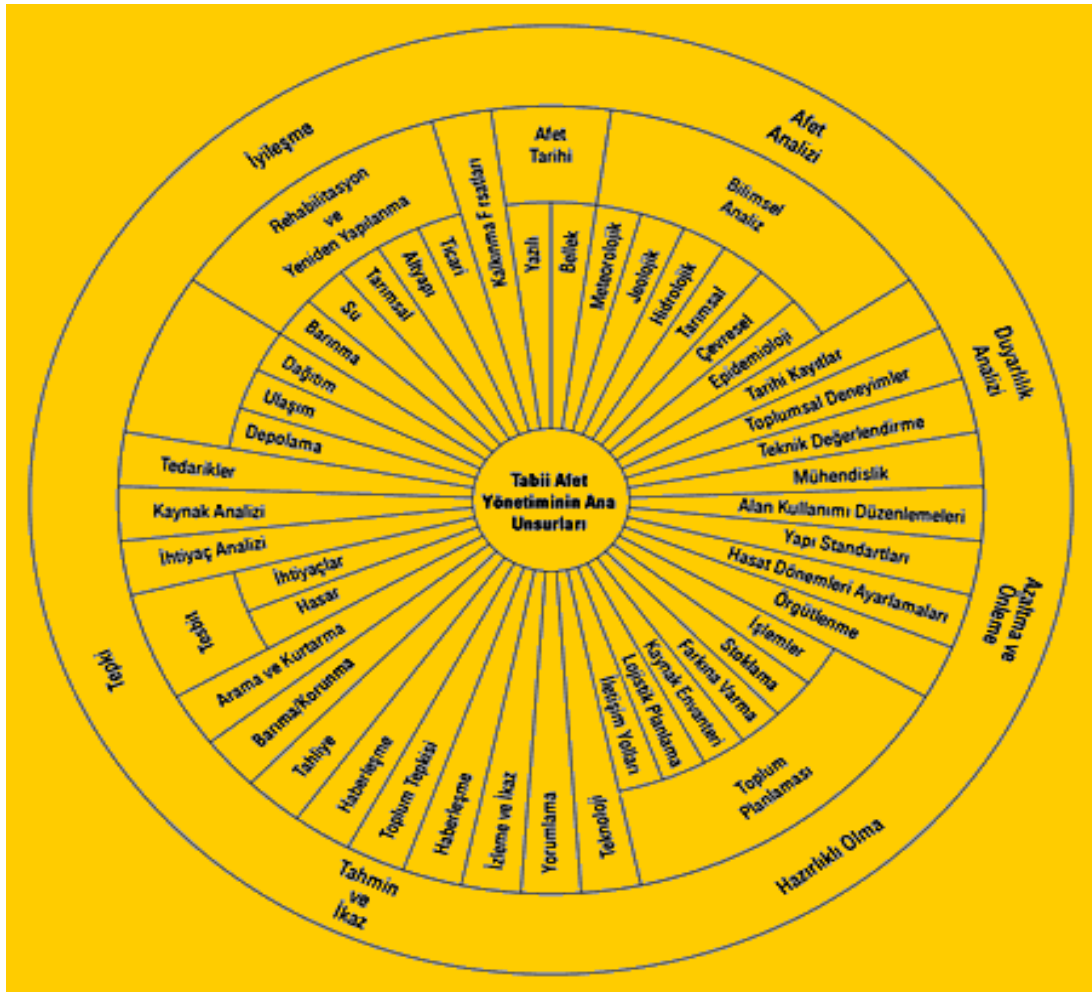 Tabii Afet
Yönetiminin Ana
Unsurları
Afet
Analizi
Duyarlılık
Analizi
Azaltma ve
Önleme
Hazırlıklı Olma
Tahmin
ve
İkaz
Tepki
İyileşme
Afet
Tarihi
Yazılı
Bellek
Bilimsel
Analiz
Meteorolojik
Jeolojik
Hidrolojik
Tarımsal
Çevresel
Epidemioloji
Tarihi Kayıtlar
Toplumsal Deneyimler
Teknik Değerlendirme
Mühendislik
Alan Kullanımı Düzenlemeleri
Yapı Standartları
Hasat Dönemleri Ayarlamaları
Örgütlenme
İşlemler
Stoklama
Farkına Varma
Kaynak Envanteri
Lojistik Planlama
İletişim Yolları
Toplum
Planlaması
Teknoloji
Yorumlama
İzleme ve İkaz
Haberleşme
Toplum Tepkisi
Haberleşme
Tahliye
Barıma/Korunma
Arama ve Kurtarma
Tesbit
Hasar
İhtiyaçlar
İhtiyaç Analizi
Kaynak Analizi
Tedarikler
Depolama
Ulaşım
Dağıtım
Barınma
Su
Tarımsal
Altyapı
Ticari
Rehabilitasyon
ve
Yeniden Yapılanma
Kalkınma Fırsatları